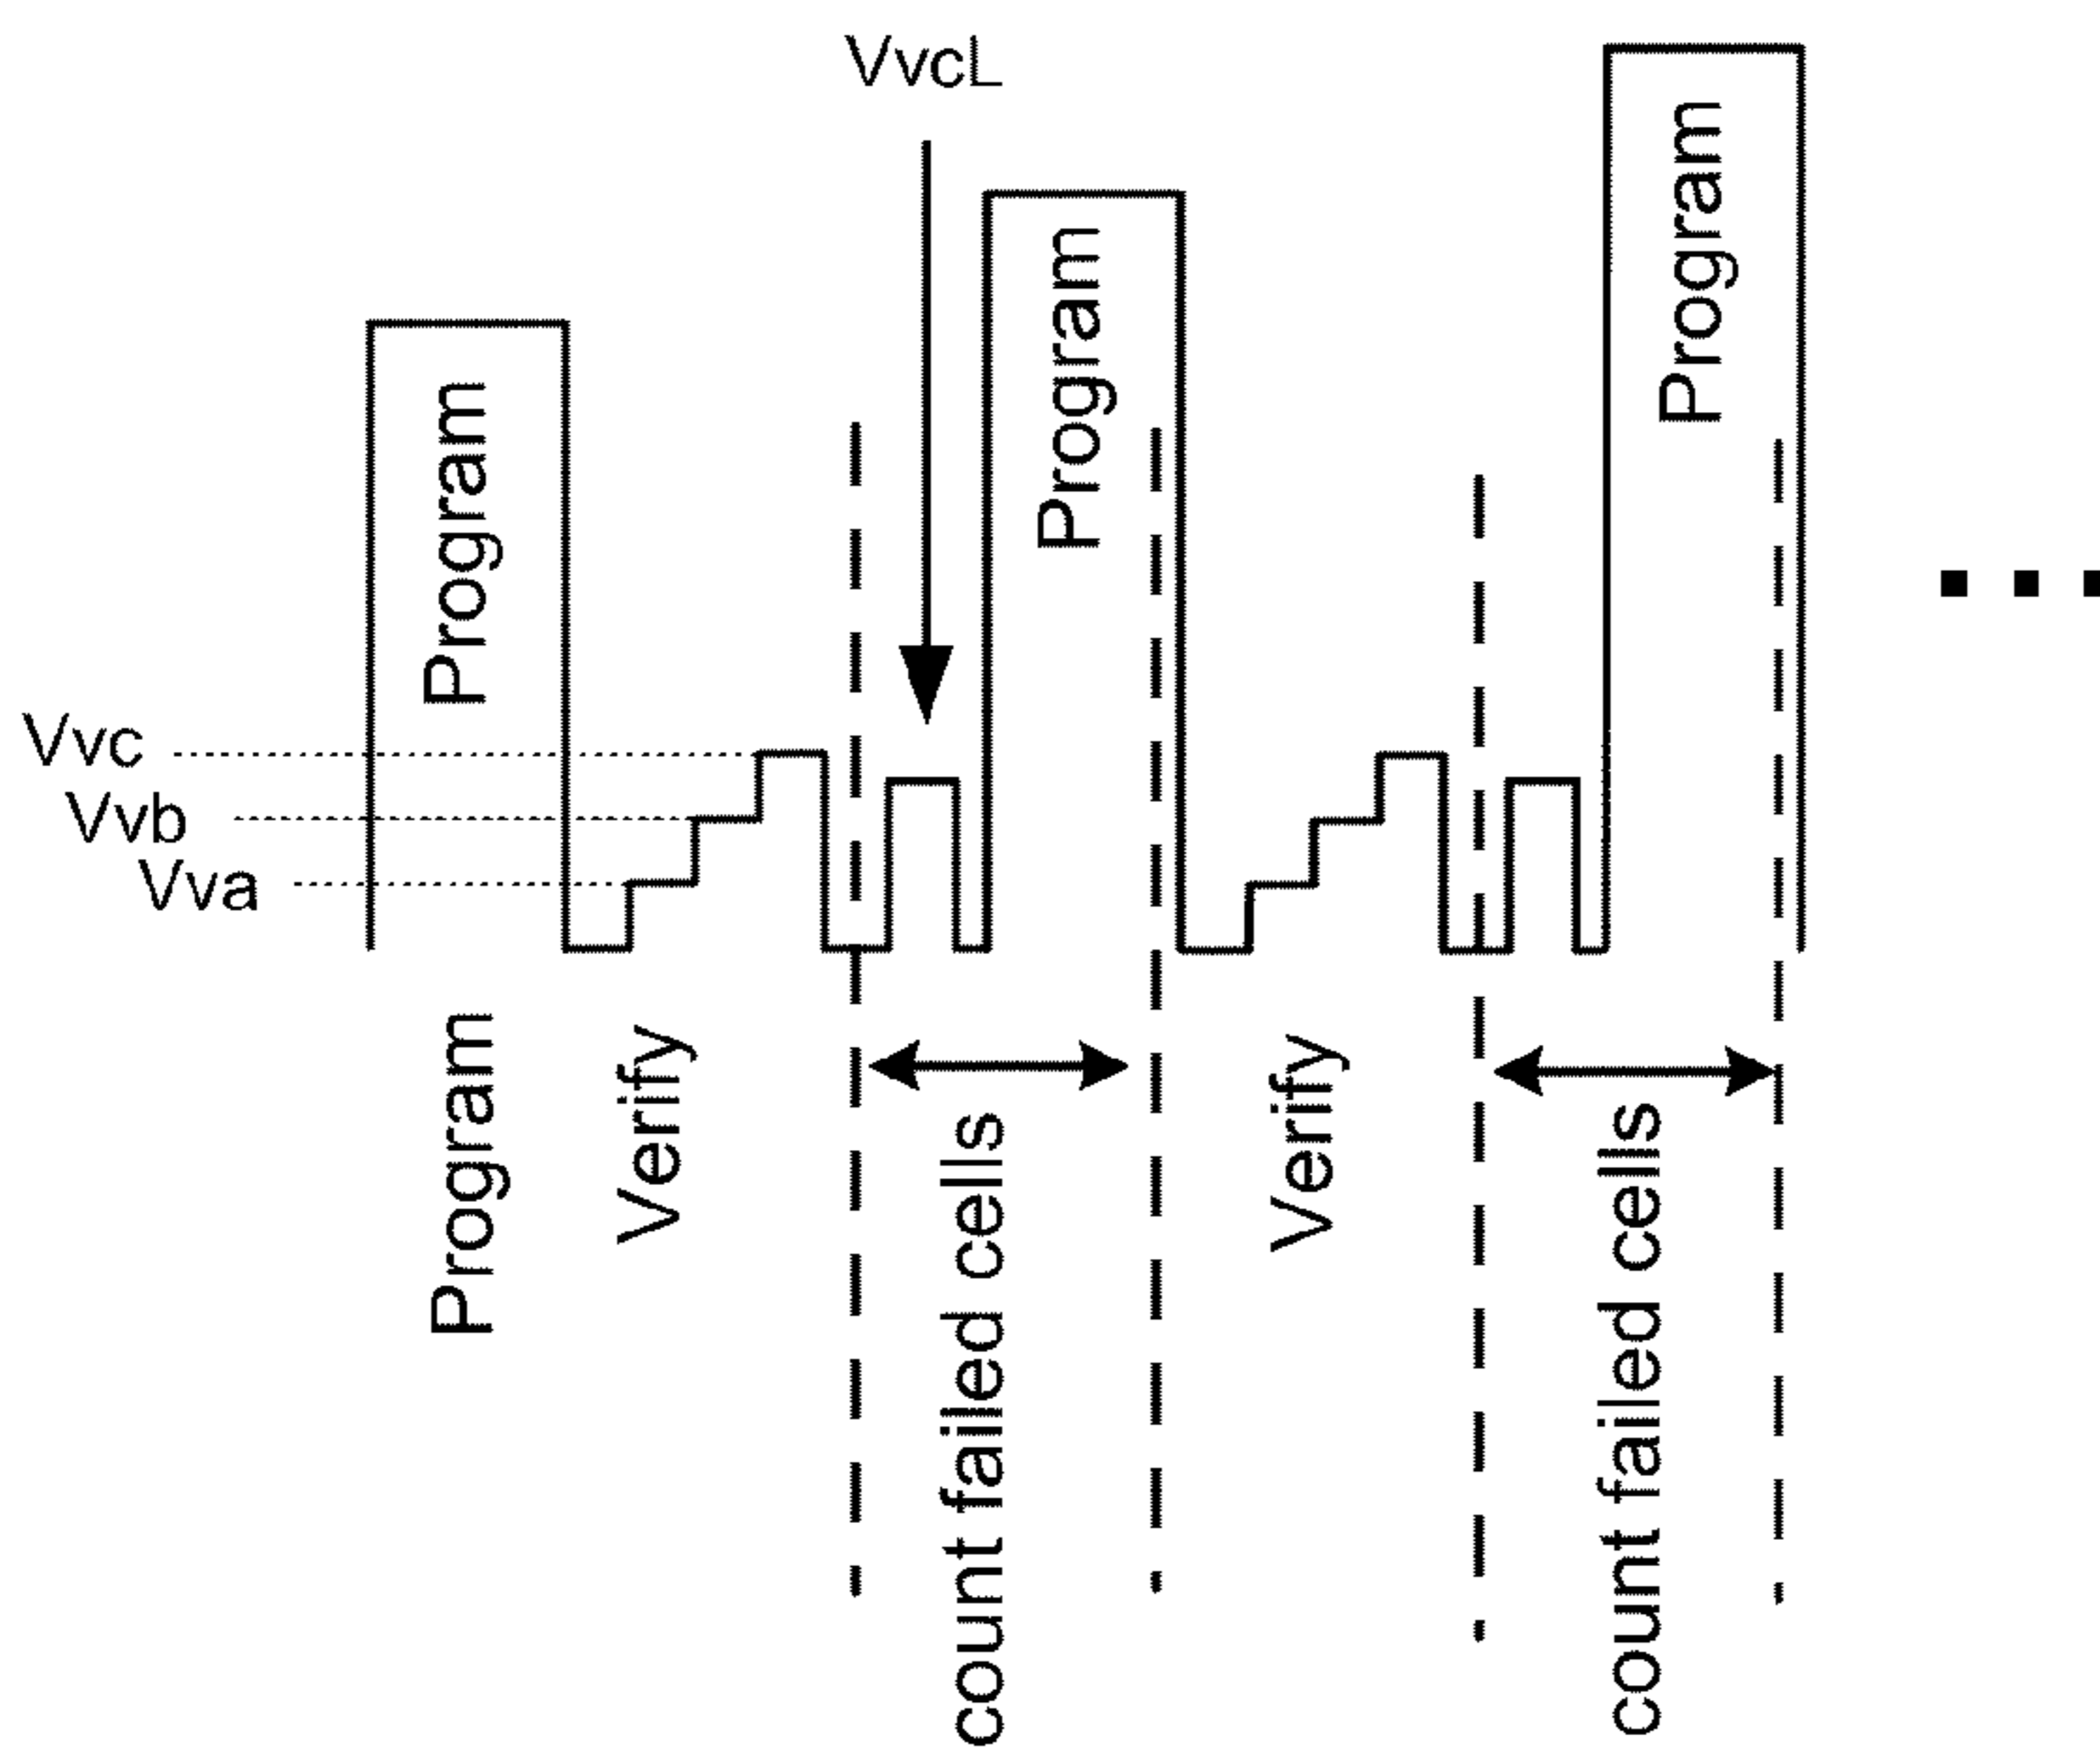 VvcL
Program
Program
Program
Vvc
Vvb
Vva
Program
Verify
count failed cells
Verify
count failed cells